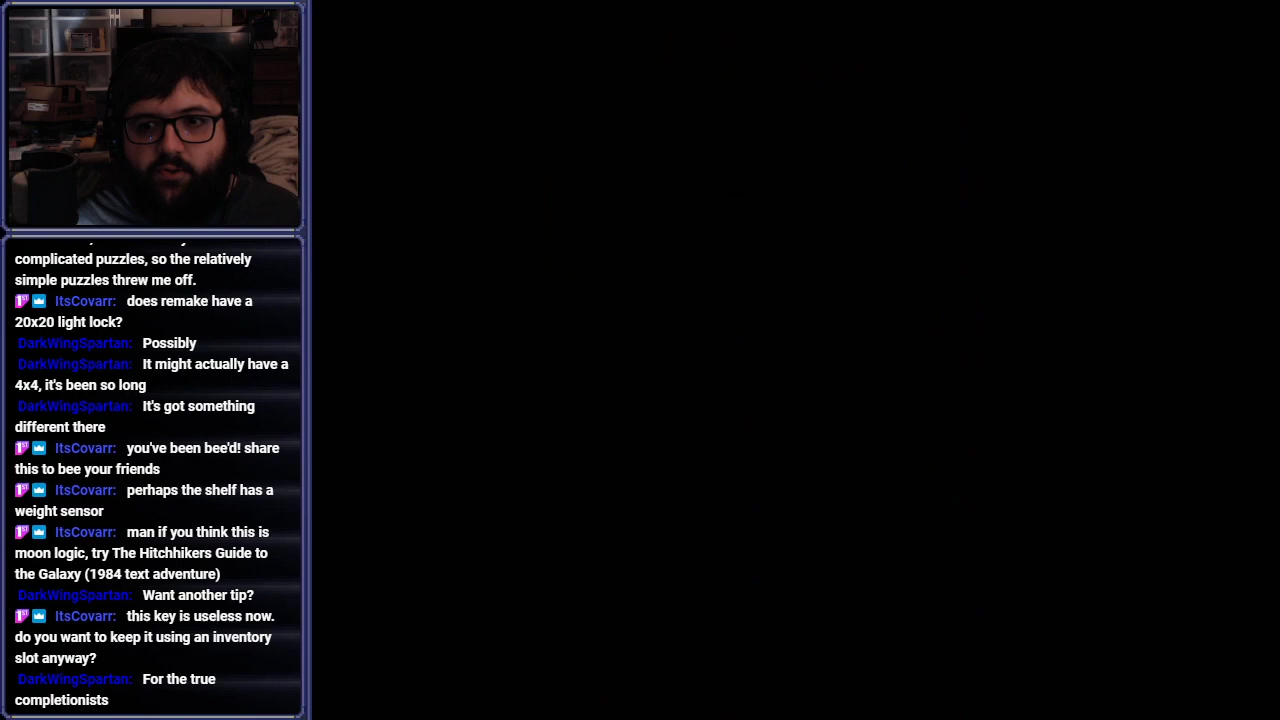 complicated puzzles, so the relatively
simple puzzles threw me off.
ItsCovarr: does remake have a
20x20 light lock?
DarkWingSpartan: Possibly
DarkWingSpartan: It might actually have a
4x4, it's been so long
DarkWingSpartan: It's got something
different there
ItsCovarr: you've been bee'd! share
this to bee your friends
ItsCovarr: perhaps the shelf has a
weight sensor
ItsCovarr: man if you think this is
moon logic, try The Hitchhikers Guide to
the Galaxy (1984 text adventure)
DarkWingSpartan: Want another tip?
ItsCovarr: this key is useless now.
do you want to keep it using an inventory
slot anyway?
DarkWingSpartan: For the true
completionists